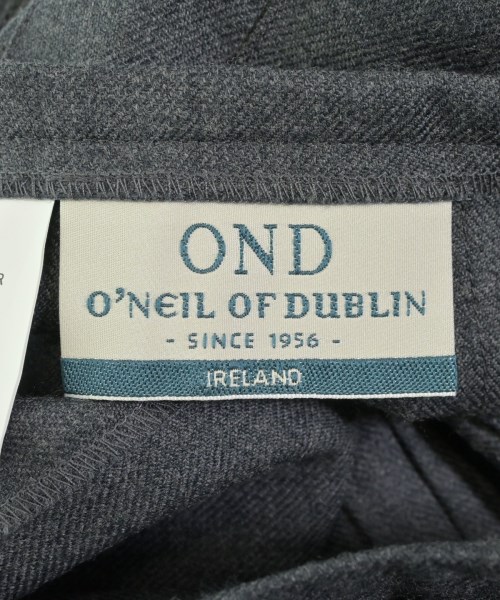 OND
O'NEIL OF DUBLIN
- SINCE 1956 -
IRELAND
R